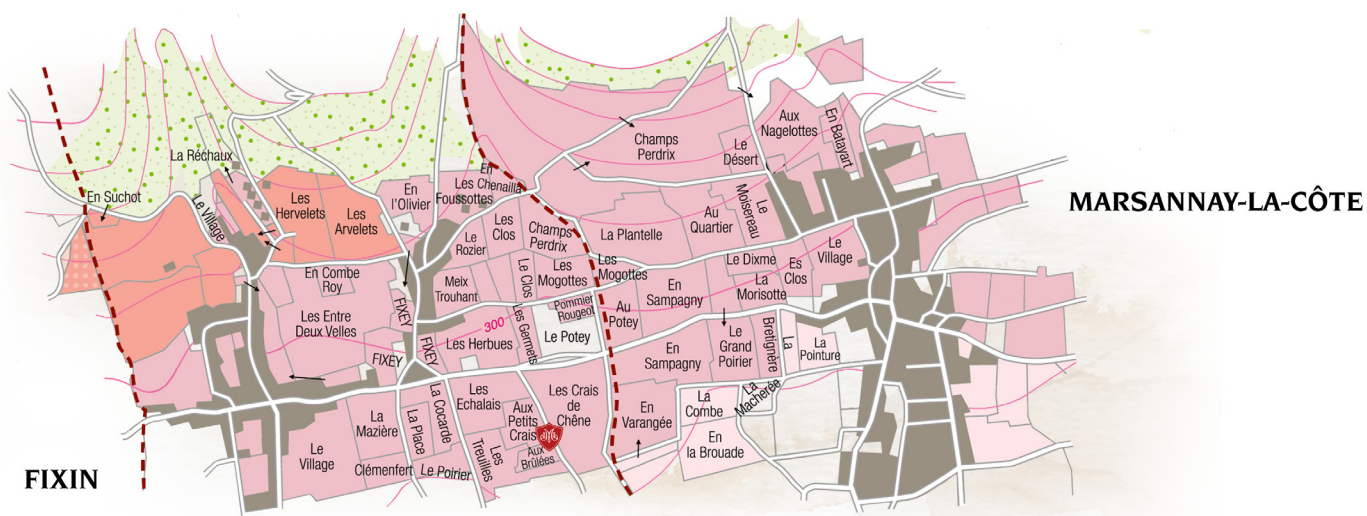 MARSANNAY-LA-CÔTE
FIXIN
La Réchaux
En Suchot
Le Village
Les
Hervelets
Les
Arvelets
En
l'Olivier
En
Les Chenailla
Foussottes
Champs
Perdrix
Le
Désert
Aux
Nagelottes
En Batayart
Le
Moisereau
Au
Quartier
La Plantelle
Les
Clos
Champs
Perdrix
Le
Rozier
Les
Mogottes
Les
Mogottes
Le Clos
Meix
Trouhant
En Combe
Roy
Les Entre
Deux Velles
FIXEY
FIXEY
FIXEY
300
Les Herbues
Les Germets
Pommier
Rougeot
Le Potey
Au
Potey
En
Sampagny
Le Dixme
La
Morisotte
Es
Clos
Le
Village
En
Sampagny
Le
Grand
Poirier
La
Bretignère
La
Pointure
La
Combe
La
Macherée
En
Varangée
En
la Brouade
Les Crais
de
Chêne
Les
Echalais
Aux
Petits
Crais
Aux
Brûlées
Les
Treuilles
La Cocarde
La Place
La
Mazière
Le
Village
Clémenfert
Le Poirier